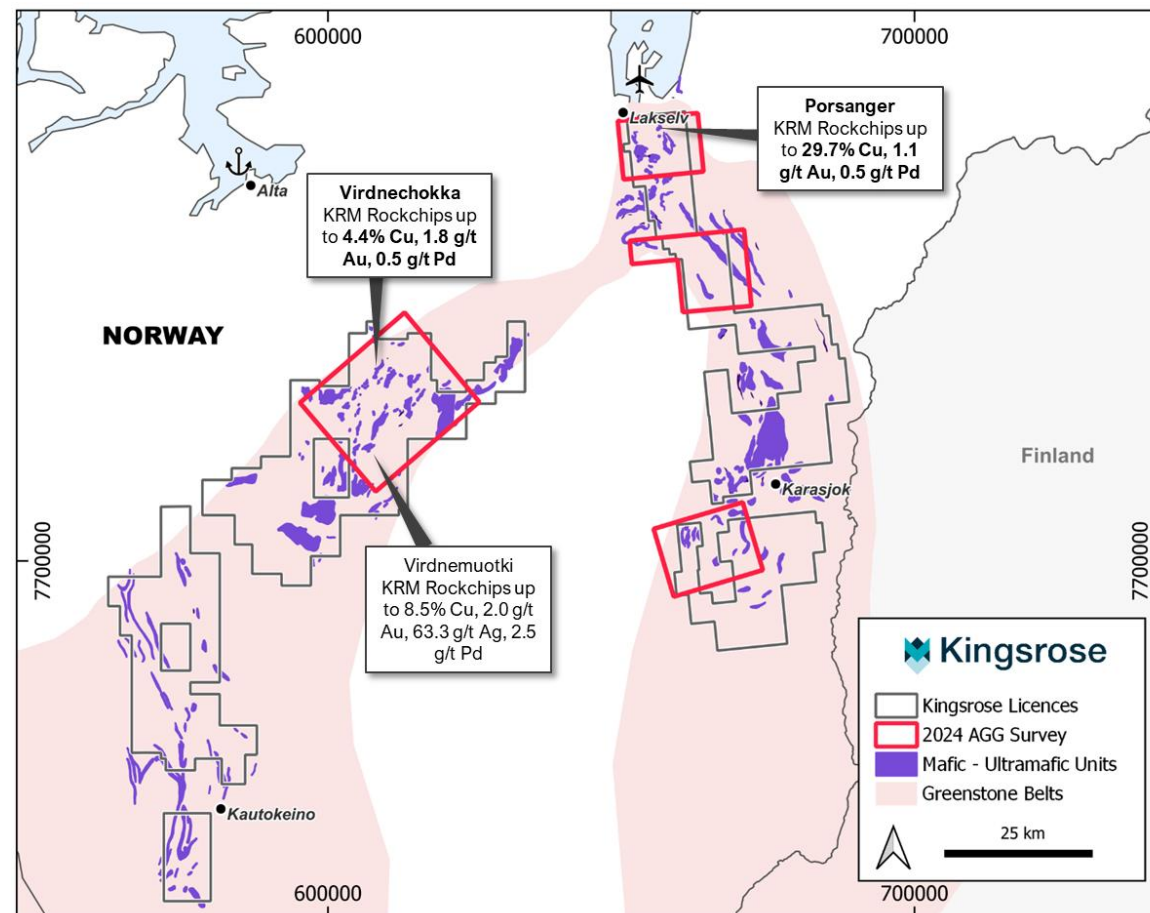 600000
700000
Lakselv
Porsanger
KRM Rockchips up
to 29.7% Cu, 1.1
g/t Au, 0.5 g/t Pd
Alta
Virdnechokka
KRM Rockchips up
to 4.4% Cu, 1.8 g/t
Au, 0.5 g/t Pd
NORWAY
Finland
Karasjok
7700000
7700000
Virdnemuotki
KRM Rockchips up
to 8.5% Cu, 2.0 g/t
Au, 63.3 g/t Ag, 2.5
g/t Pd
Kautokeino
Kingsrose
Kingsrose Licences
2024 AGG Survey
Mafic - Ultramafic Units
Greenstone Belts
25 km
600000
700000